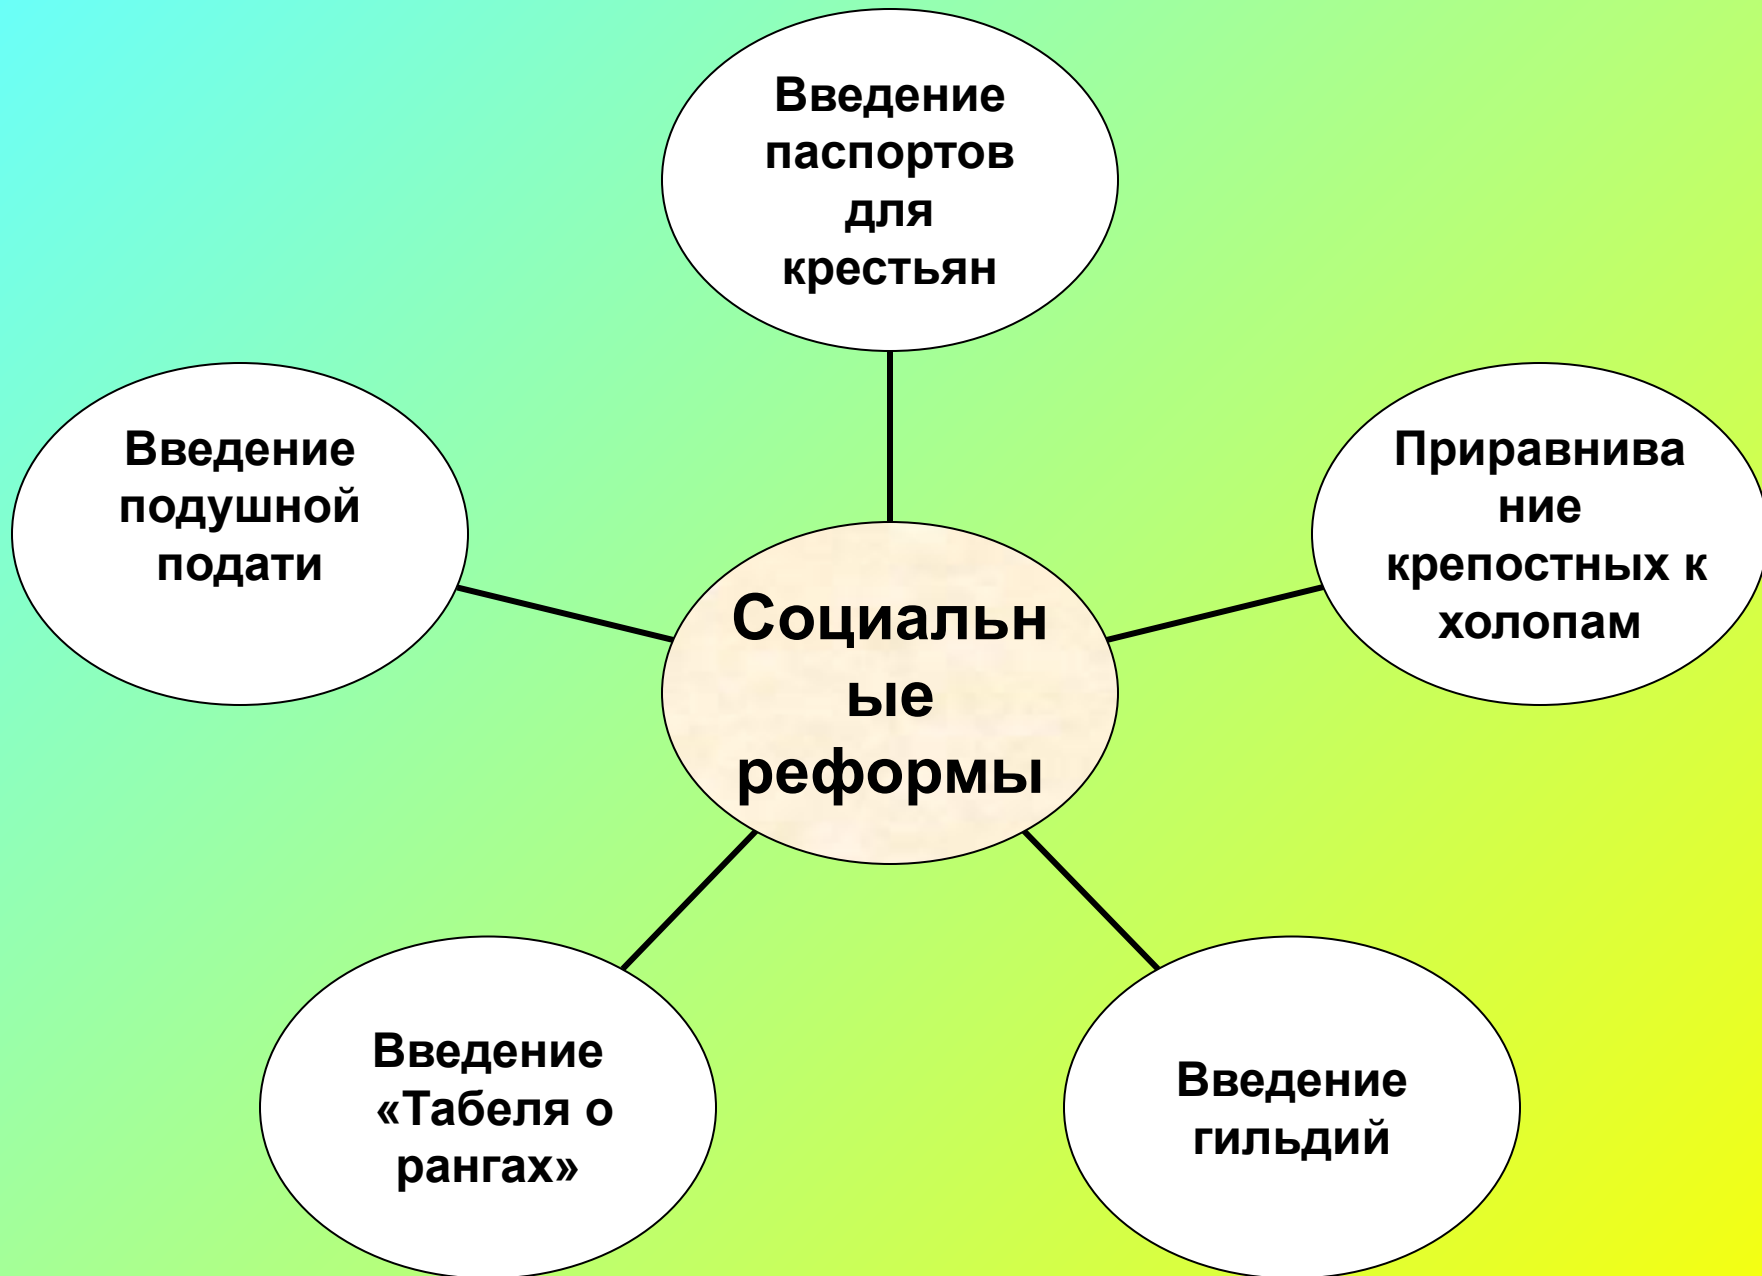 Введение
паспортов
для
крестьян
Введение
подушной
подати
Приравнива
ние
крепостных к
холопам
Социальн
ые
реформы
Введение
«Табеля о
рангах»
Введение
гильдий